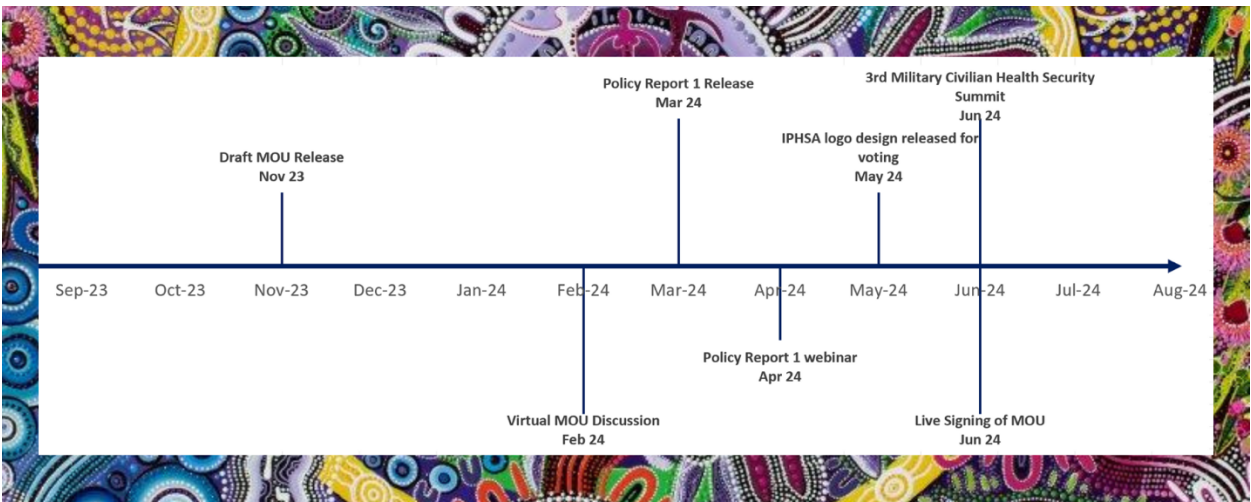 Policy Report 1 Release
Mar 24
3rd Military Civilian Health Security
Summit
Jun 24
IPHSA logo design released for
voting
May 24
Draft MOU Release
Nov 23
Sep-23 Oct-23 Nov-23 Dec-23 Jan-24 Feb-24 Mar-24 Apr-24 May-24 Jun-24 Jul-24 Aug-24
Policy Report 1 webinar
Apr 24
Virtual MOU Discussion
Feb 24
Live Signing of MOU
Jun 24